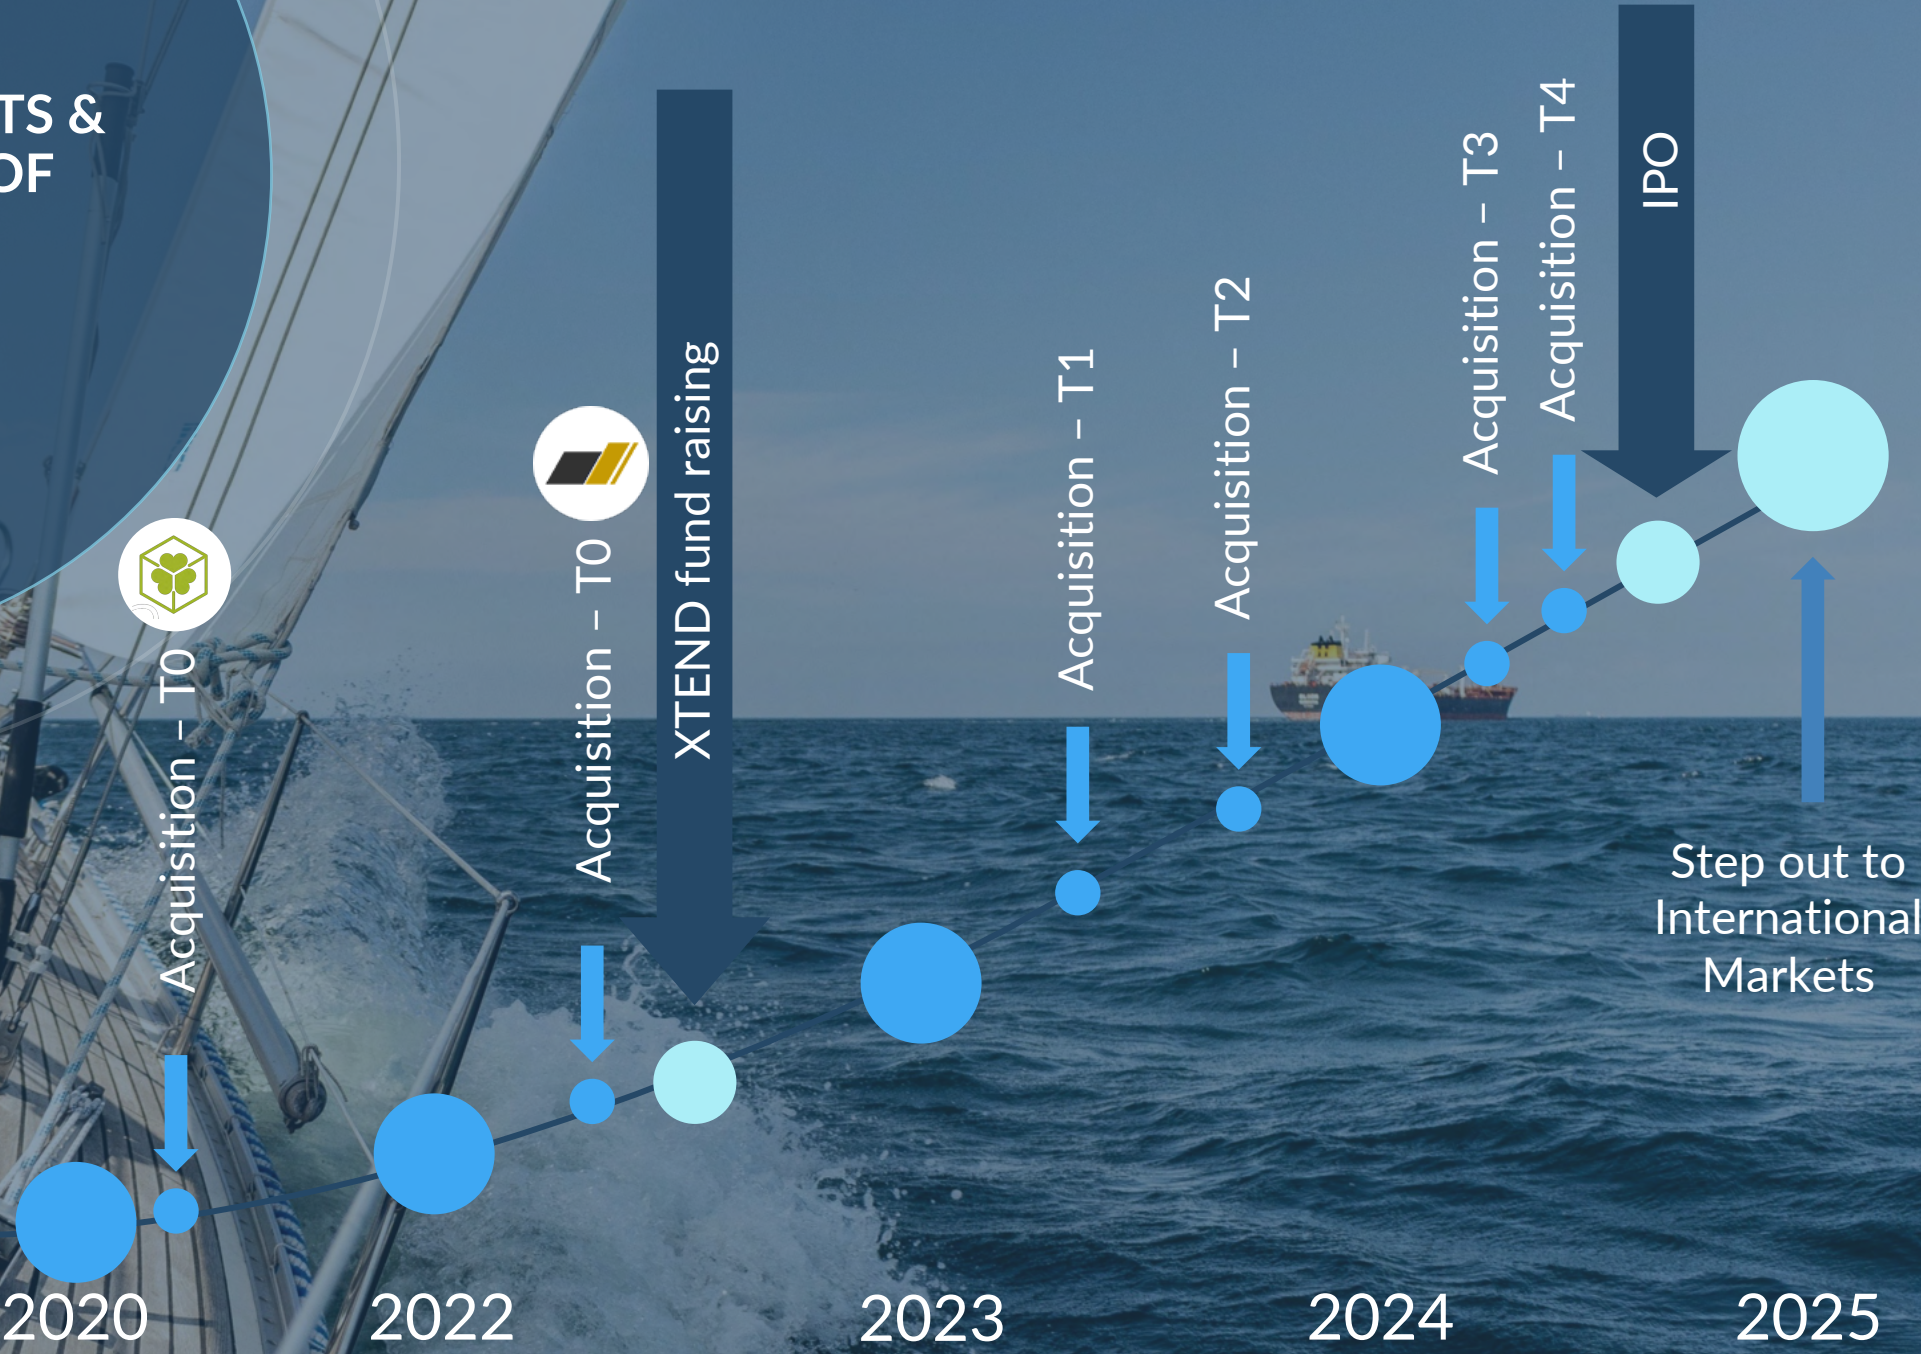 TS &
OF
Acquisition – T0
Acquisition – T0
XTEND fund raising
Acquisition – T1
Acquisition – T2
Acquisition – T3
Acquisition – T4
IPO
Step out to
International
Markets
2020
2022
2023
2024
2025